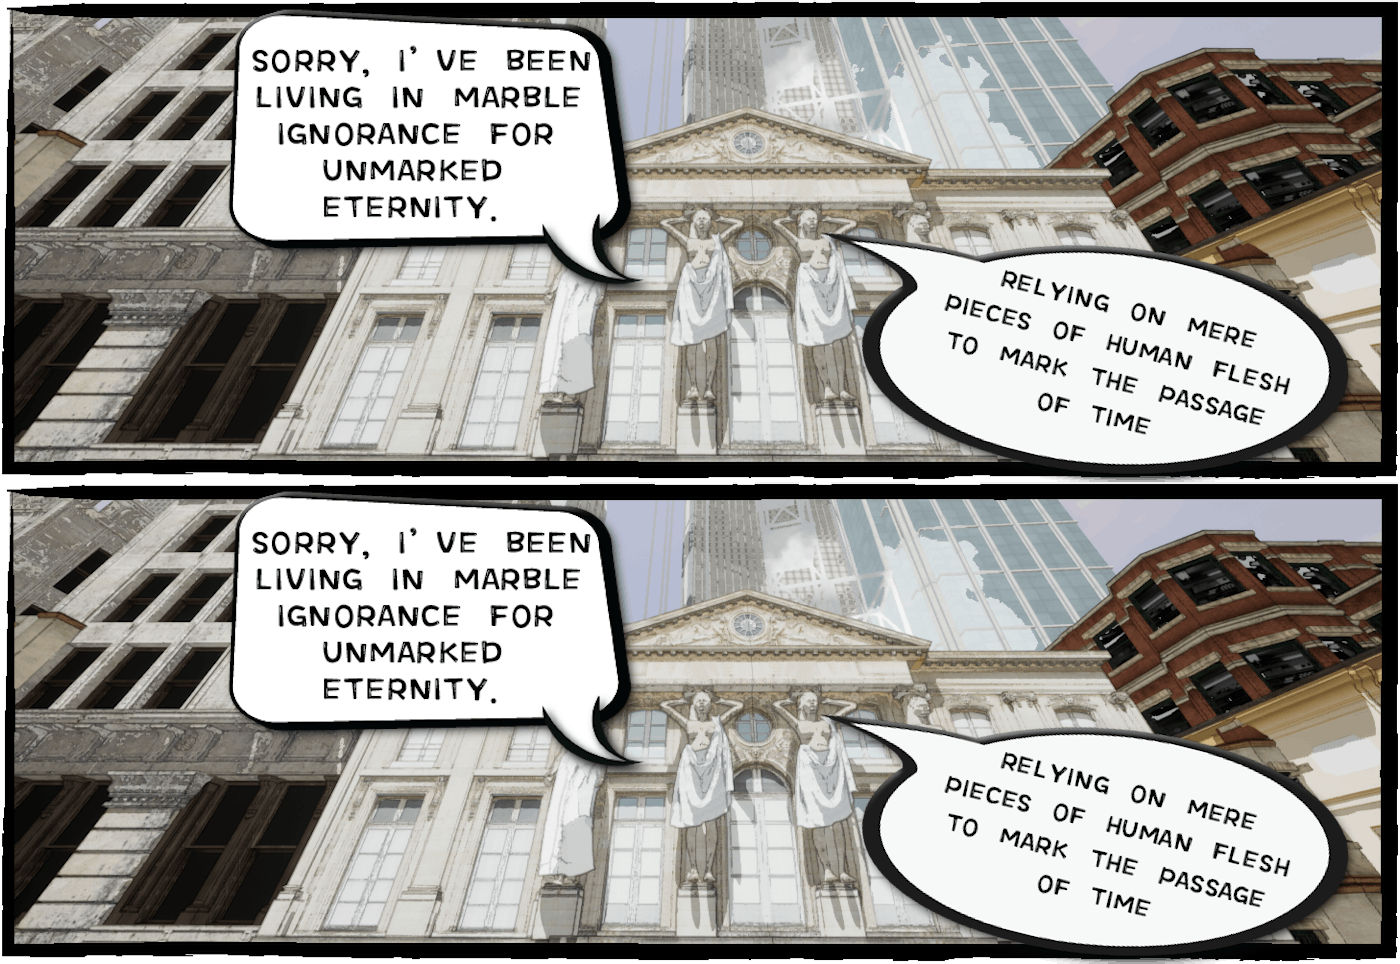 SORRY, I'VE BEEN
LIVING IN MARBLE
IGNORANCE FOR
UNMARKED
ETERNITY.
RELYING ON MERE
PIECES OF HUMAN FLESH
TO MARK THE PASSAGE
OF TIME
SORRY, I'VE BEEN
LIVING IN MARBLE
IGNORANCE FOR
UNMARKED
ETERNITY.
RELYING ON MERE
PIECES OF HUMAN FLESH
TO MARK THE PASSAGE
OF TIME